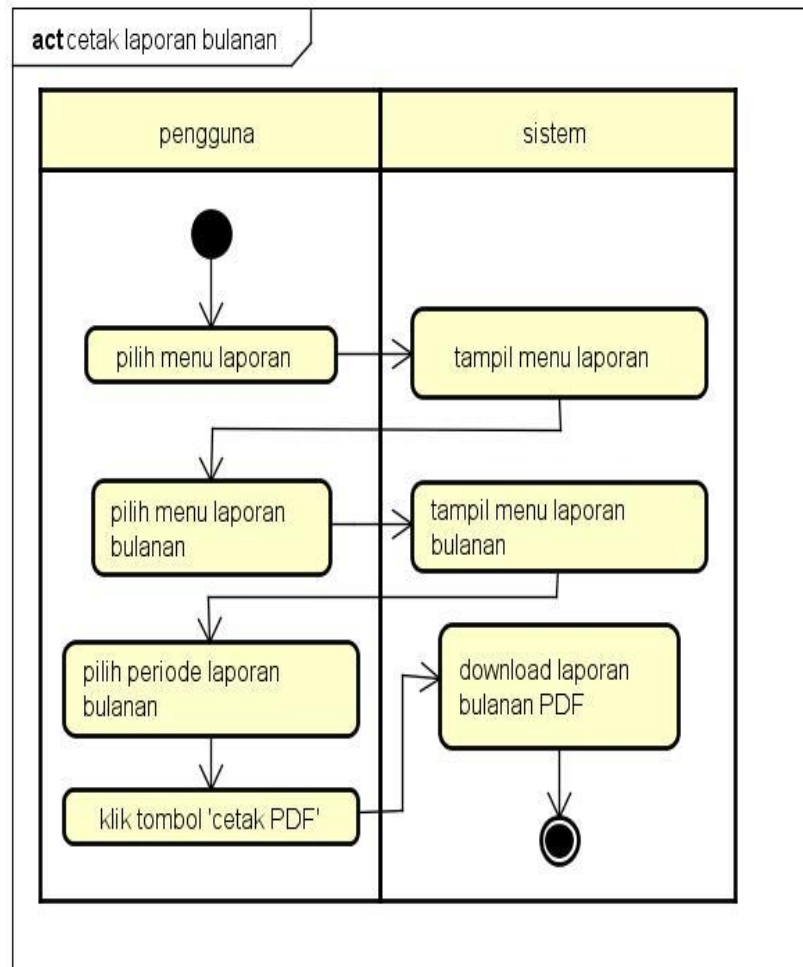 act cetak laporan bulanan
pengguna
sistem
pilih menu laporan
tampil menu laporan
pilih menu laporan
bulanan
tampil menu laporan
bulanan
pilih periode laporan
bulanan
download laporan
bulanan PDF
klik tombol 'cetak PDF'